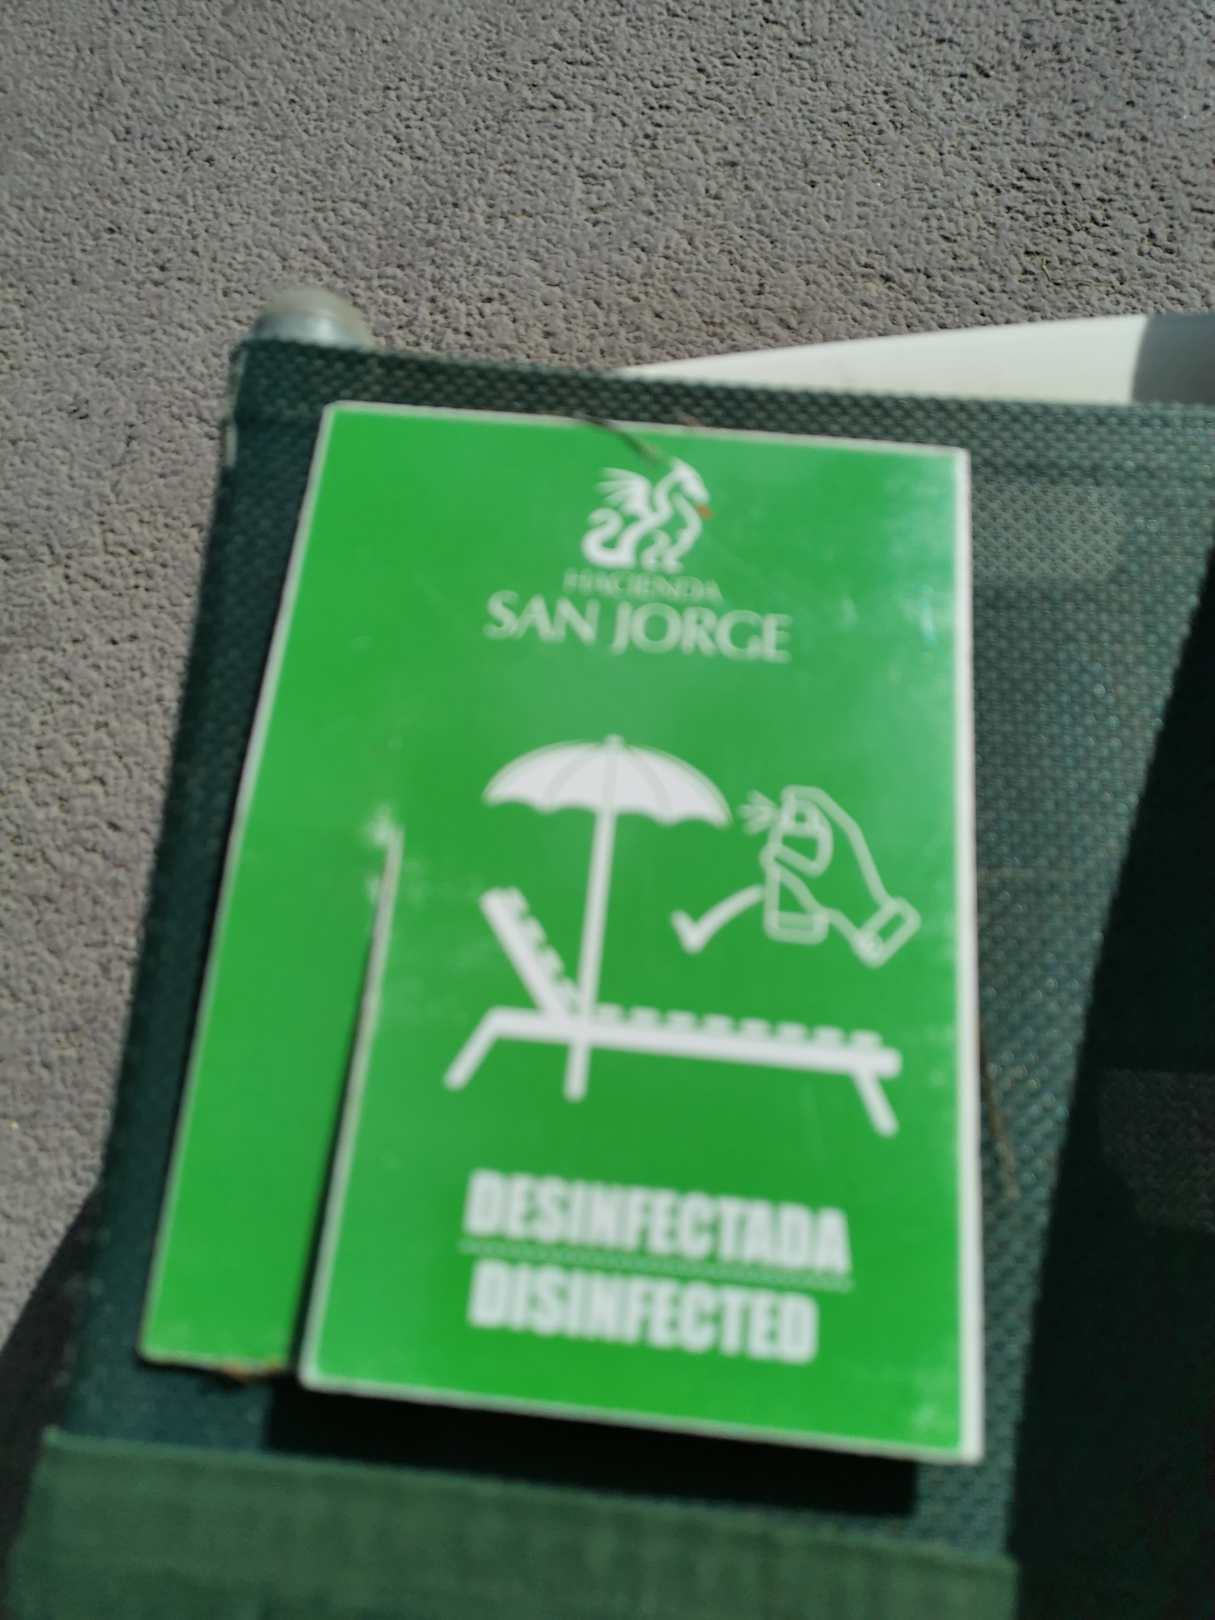 HACIENDA
SAN JORGE
DESINFECTADA
DISINFECTED